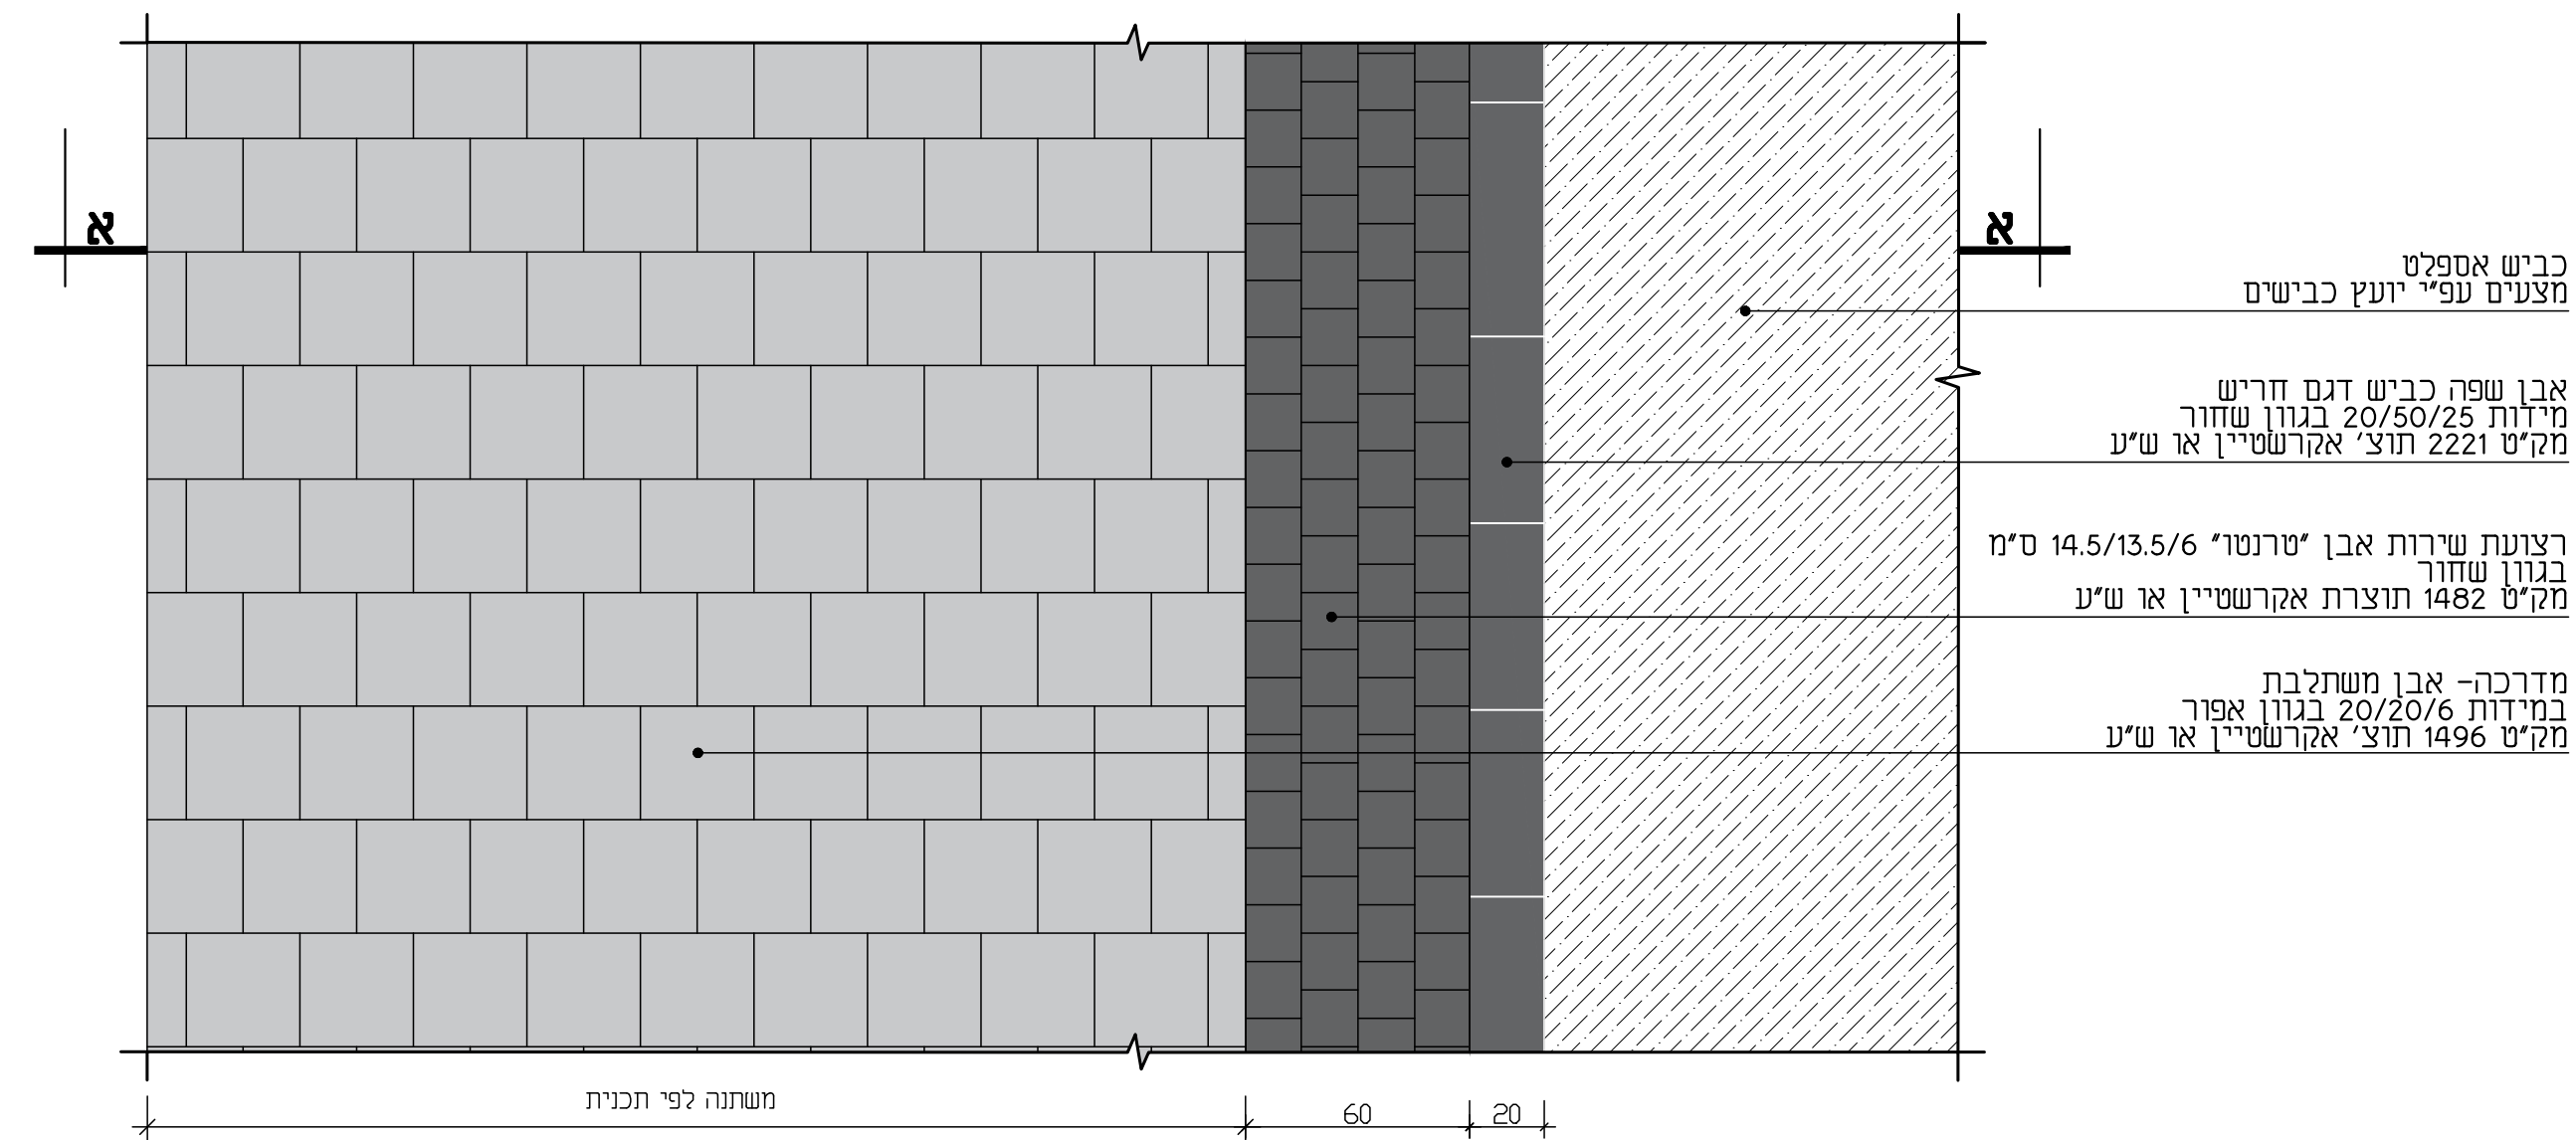 א
א
כביש אספלט
מצעים עפ"י יועץ כבישים
אבן שפה כביש דגם חריש
מידות 20/50/25 בגוון שחור
מק"ט 2221 תוצ' אקרשטיין או ש"ע
רצועת שירות אבן "טרנטו" 14.5/13.5/6 ס"מ
בגוון שחור
מק"ט 1482 תוצרת אקרשטיין או ש"ע
מדרכה- אבן משתלבת
במידות 20/20/6 בגוון אפור
מק"ט 1496 תוצ' אקרשטיין או ש"ע
משתנה לפי תכנית
60
20